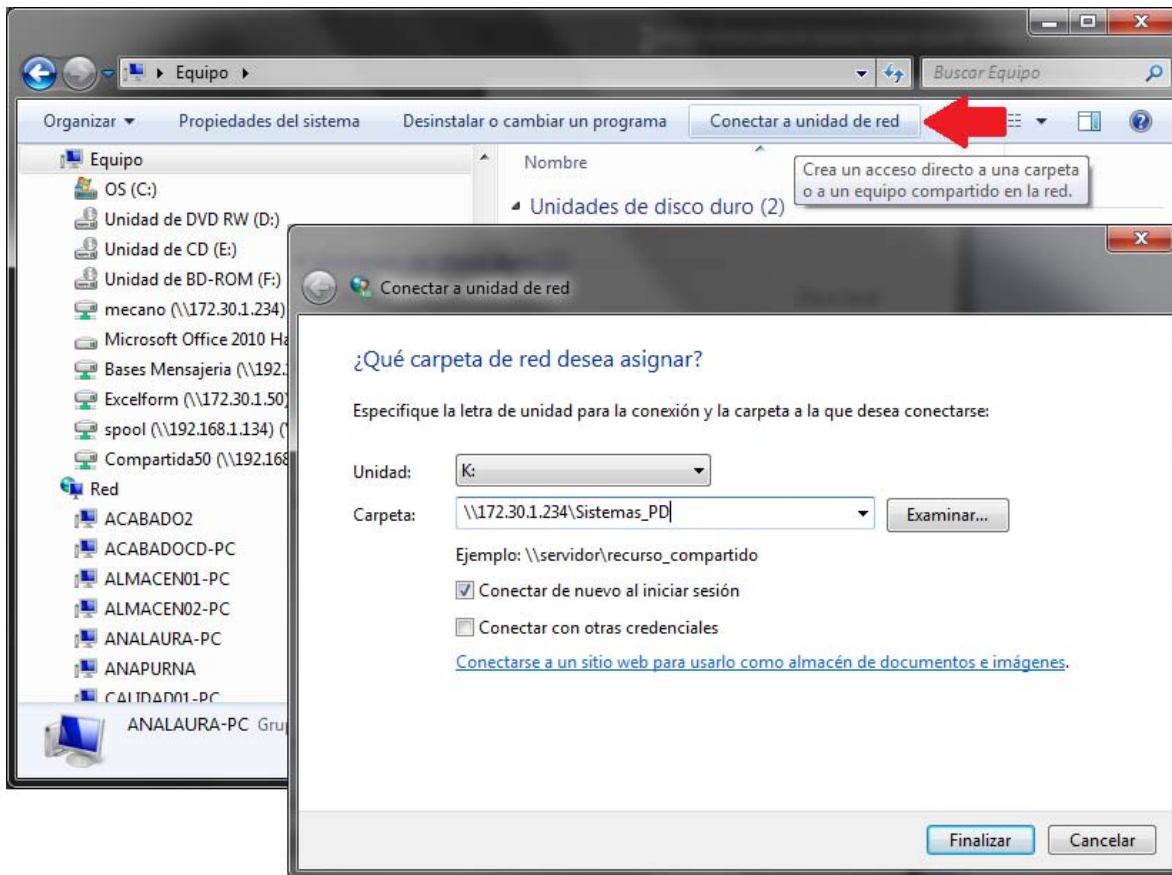 Equipo
Buscar Equipo
Organizar
Propiedades del sistema
Desinstalar o cambiar un programa
Conectar a unidad de red
Equipo
OS (C:)
Unidad de DVD RW (D:)
Unidad de CD (E:)
Unidad de BD-ROM (F:)
mecano (\\172.30.1.234)
Microsoft Office 2010
Bases Mensajeria (\\192.
Excelform (\\172.30.1.50)
spool (\\192.168.1.134) (
Compartida50 (\\192.168
Red
ACABADO2
ACABADOCD-PC
ALMACEN01-PC
ALMACEN02-PC
ANALAURA-PC
ANAPURNA
CALIDAD01-PC
ANALAURA-PC
Nombre
Crea un acceso directo a una carpeta
o a un equipo compartido en la red.
Unidades de disco duro (2)
Conectar a unidad de red
¿Qué carpeta de red desea asignar?
Especifique la letra de unidad para la conexión y la carpeta a la que desea conectarse:
Unidad:
K:
Carpeta:
\\172.30.1.234\Sistemas_PD
Examinar...
Ejemplo: \\servidor\recurso_compartido
Conectar de nuevo al iniciar sesión
Conectar con otras credenciales
Conectarse a un sitio web para usarlo como almacén de documentos e imágenes.
Finalizar
Cancelar